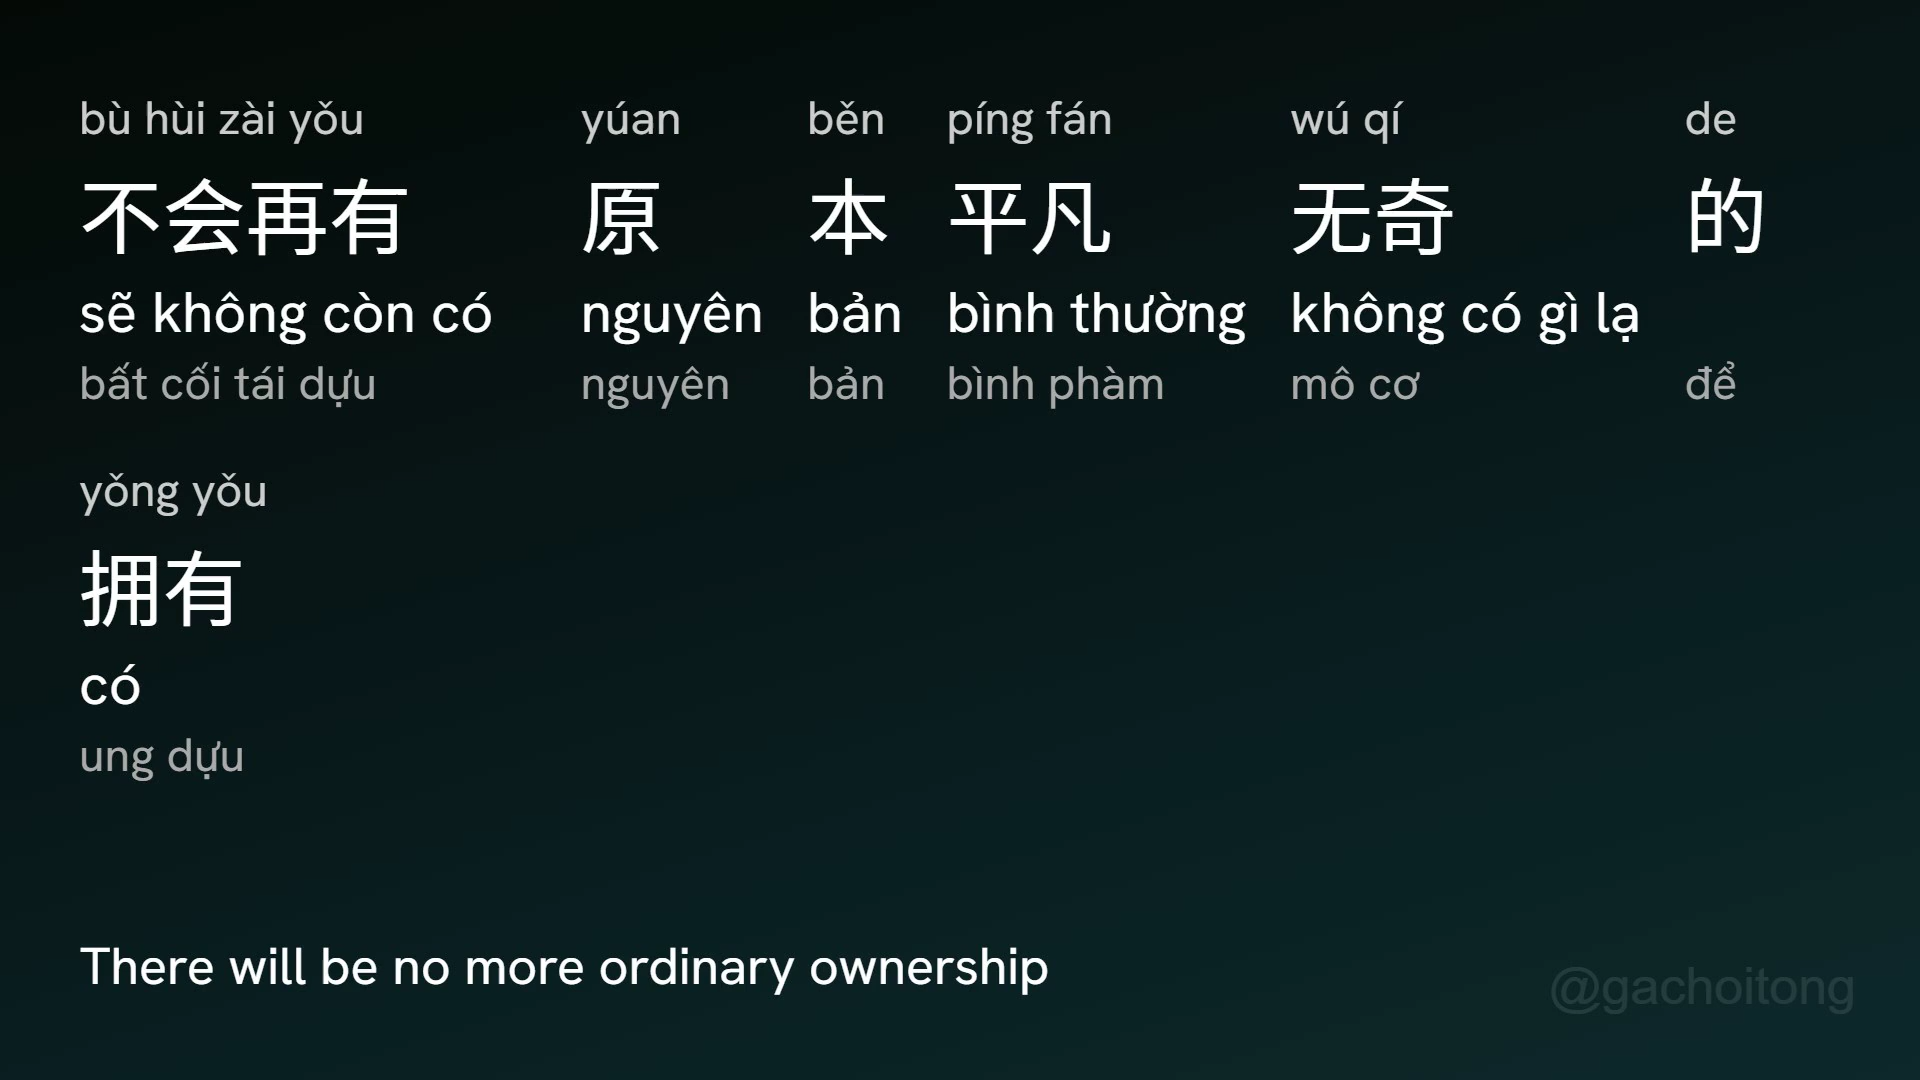 bù hùi zài yǒu yúan běn píng fán wú qí de
不会再有 原 本 平凡 无奇 的
sẽ không còn có nguyên bản bình thường không có gì lạ
bất cối tái dựu nguyên bản bình phàm mô cơ để
yǒng yǒu
拥有
có
ung dựu
There will be no more ordinary ownership
@gachoitong